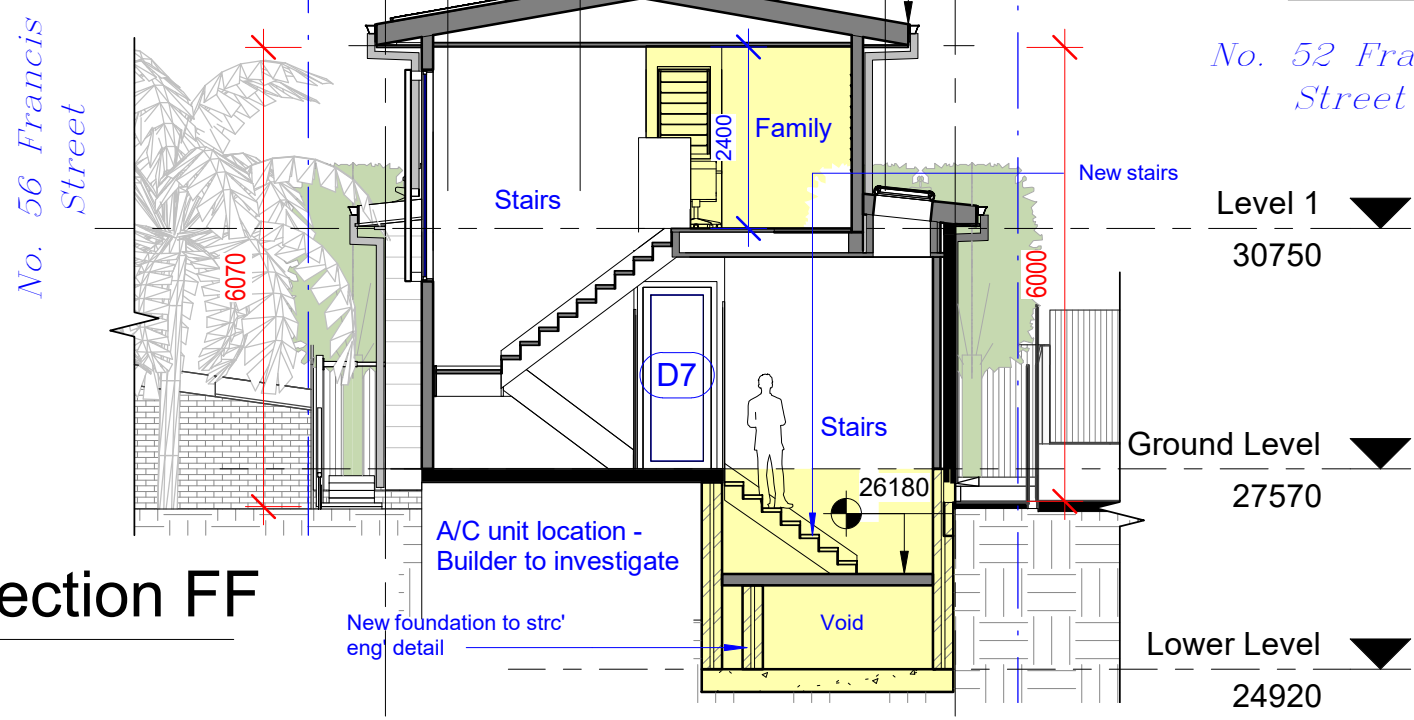 No. 56 Francis
Street
No. 52 Fra
Street
Family
2400
New stairs
Stairs
Level 1
30750
6070
6000
D7
Stairs
Ground Level
27570
26180
A/C unit location -
Builder to investigate
ection FF
New foundation to strc'
eng' detail
Void
Lower Level
24920